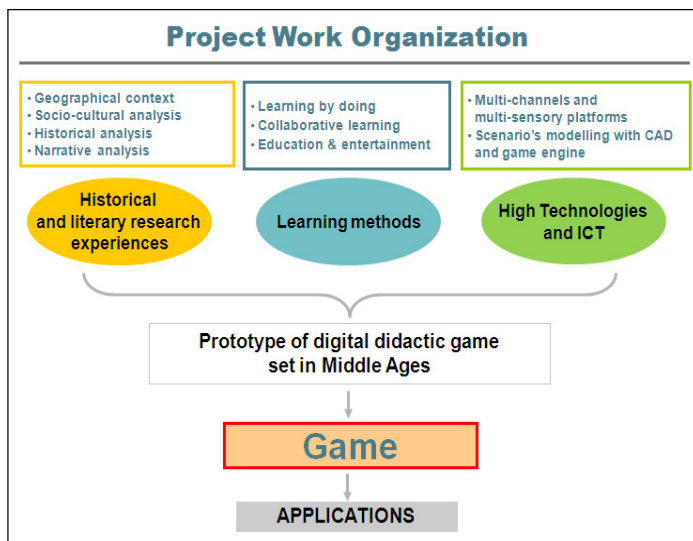 Project Work Organization
• Geographical context
• Socio-cultural analysis
• Historical analysis
• Narrative analysis
• Learning by doing
• Collaborative learning
• Education & entertainment
• Multi-channels and
multi-sensory platforms
• Scenario's modelling with CAD
and game engine
Historical
and literary research
experiences
Learning methods
High Technologies
and ICT
Prototype of digital didactic game
set in Middle Ages
Game
APPLICATIONS